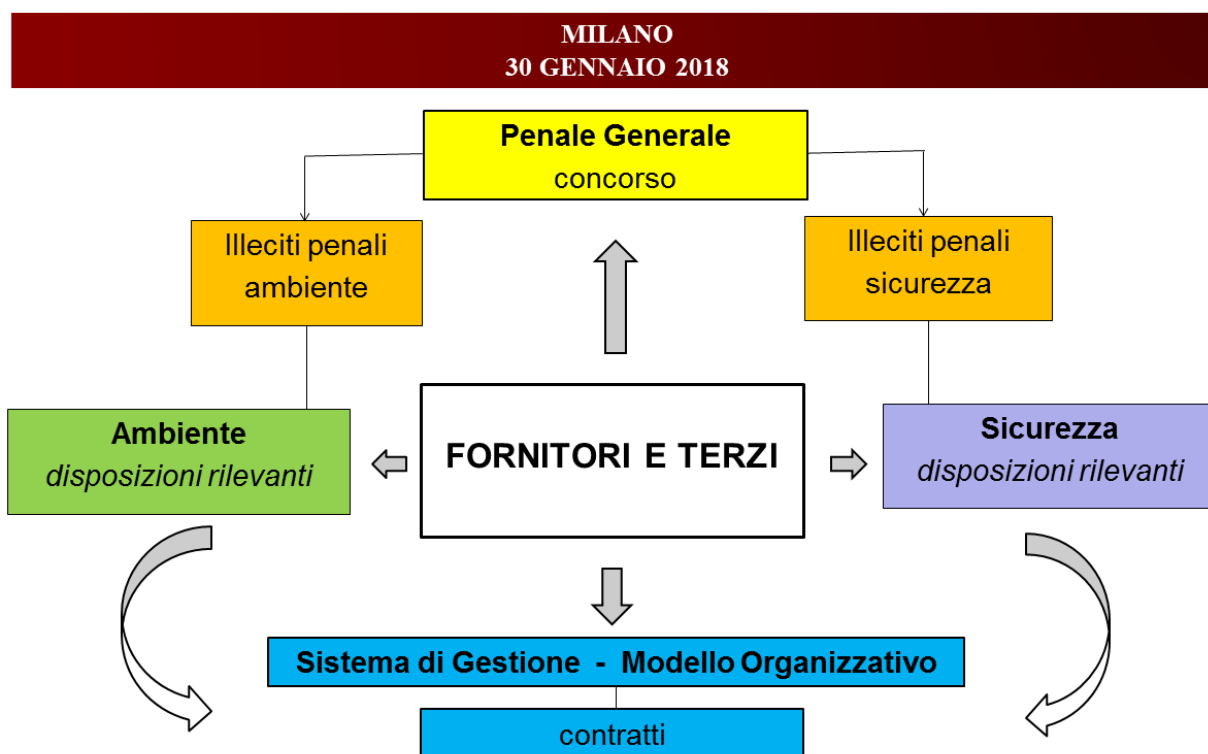 MILANO
30 GENNAIO 2018
Penale Generale
concorso
Illeciti penali
ambiente
Illeciti penali
sicurezza
Ambiente
disposizioni rilevanti
FORNITORI E TERZI
Sicurezza
disposizioni rilevanti
Sistema di Gestione - Modello Organizzativo
contratti